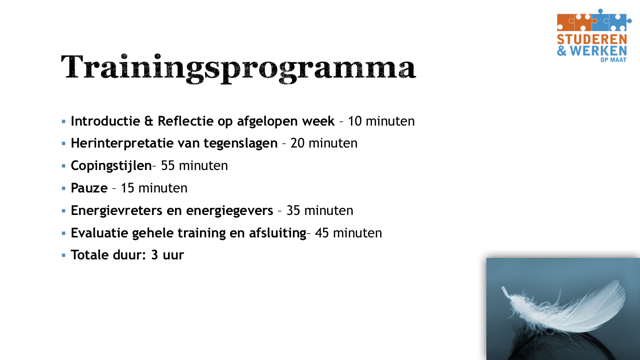 STUDEREN
& WERKEN
OP MAAT
Trainingsprogramma
▪ Introductie & Reflectie op afgelopen week – 10 minuten
▪ Herinterpretatie van tegenslagen – 20 minuten
▪ Copingstijlen– 55 minuten
▪ Pauze – 15 minuten
▪ Energievreters en energiegevers – 35 minuten
▪ Evaluatie gehele training en afsluiting– 45 minuten
▪ Totale duur: 3 uur